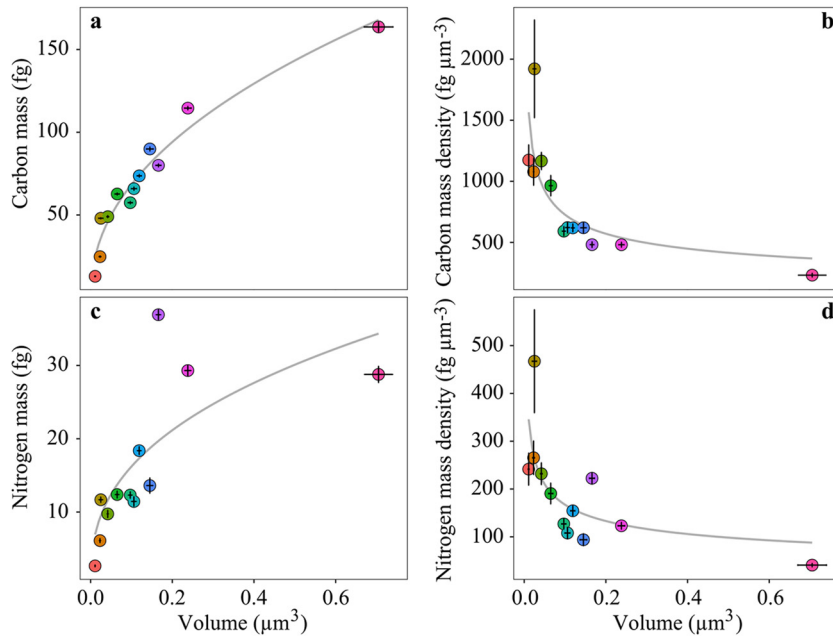 a
Carbon mass (fg)
150
100
50
b
Carbon mass density (fg µm-3)
2000
1500
1000
500
c
Nitrogen mass (fg)
30
20
10
0.0 0.2 0.4 0.6
Volume (µm3)
d
Nitrogen mass density (fg µm-3)
500
400
300
200
100
0.0 0.2 0.4 0.6
Volume (µm3)